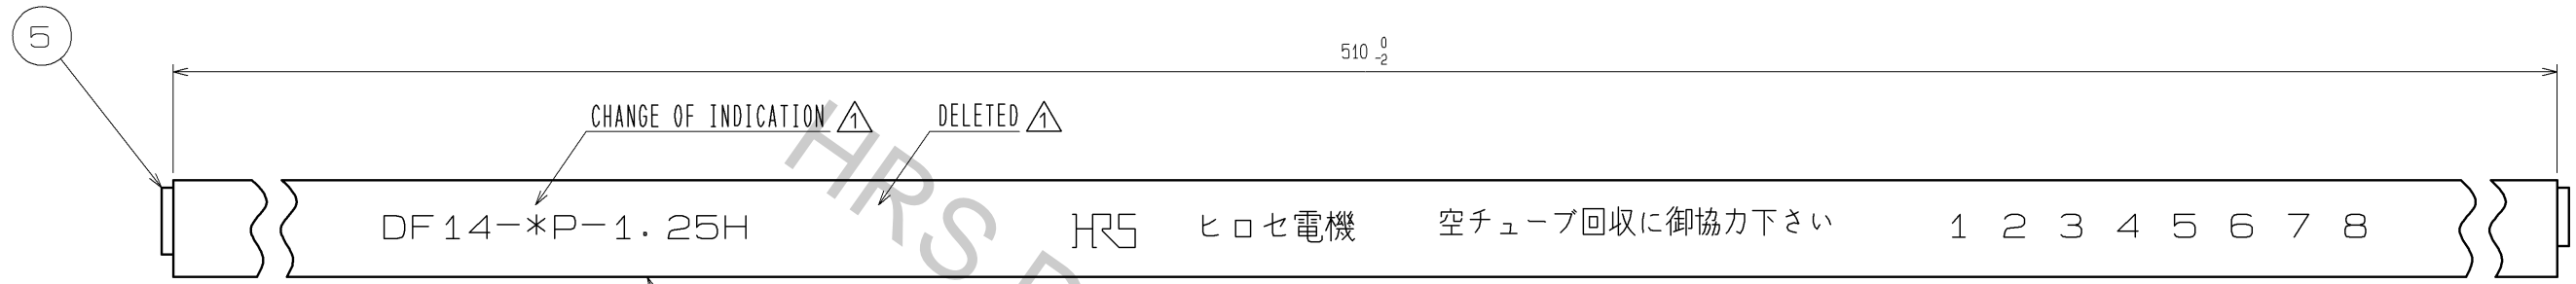 5
510 0 -2
CHANGE OF INDICATION 1 DELETED 1
DF14-*P-1.25H HRS ヒロセ電機 空チューブ回収に御協力下さい 1 2 3 4 5 6 7 8
HRS